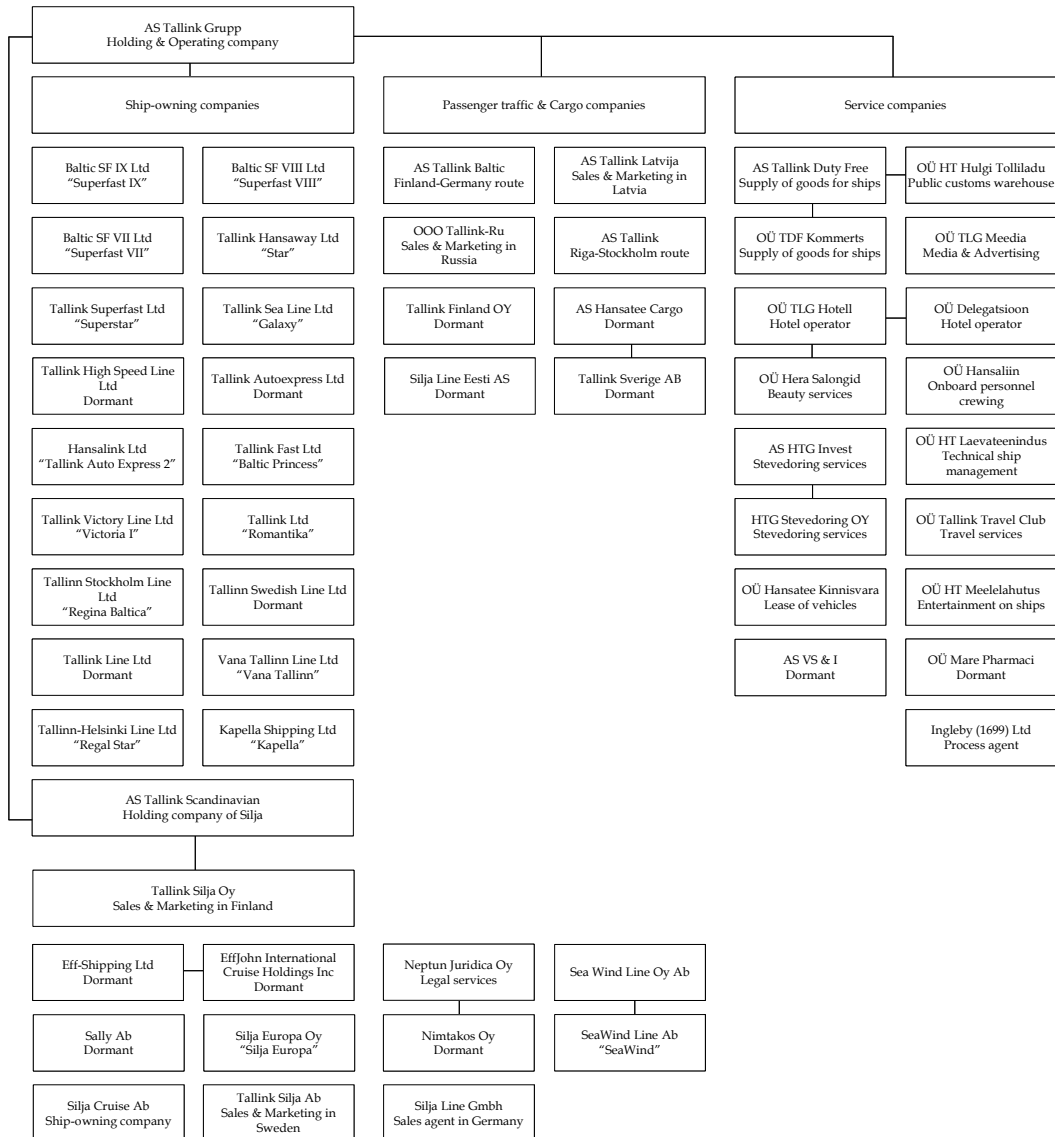 AS Tallink Grupp
Holding & Operating company
Ship-owning companies
Passenger traffic & Cargo companies
Service companies
Baltic SF IX Ltd
“Superfast IX”
Baltic SF VIII Ltd
“Superfast VIII”
AS Tallink Baltic
Finland-Germany route
AS Tallink Latvija
Sales & Marketing in
Latvia
AS Tallink Duty Free
Supply of goods for ships
OÜ HT Hulgi Tolliladu
Public customs warehouse
Baltic SF VII Ltd
“Superfast VII”
Tallink Hansaway Ltd
“Star”
OOO Tallink-Ru
Sales & Marketing in
Russia
AS Tallink
Riga-Stockholm route
OÜ TDF Kommerts
Supply of goods for ships
OÜ TLG Meedia
Media & Advertising
Tallink Superfast Ltd
“Superstar”
Tallink Sea Line Ltd
“Galaxy”
Tallink Finland OY
Dormant
AS Hansatee Cargo
Dormant
OÜ TLG Hotell
Hotel operator
OÜ Delegatsioon
Hotel operator
Tallink High Speed Line
Ltd
Dormant
Tallink Autoexpress Ltd
Dormant
Silja Line Eesti AS
Dormant
Tallink Sverige AB
Dormant
OÜ Hera Salongid
Beauty services
OÜ Hansaliin
Onboard personnel
crewing
Hansalink Ltd
“Tallink Auto Express 2”
Tallink Fast Ltd
“Baltic Princess”
AS HTG Invest
Stevedoring services
OÜ HT Laevateenindus
Technical ship
management
Tallink Victory Line Ltd
“Victoria I”
Tallink Ltd
“Romantika”
HTG Stevedoring OY
Stevedoring services
OÜ Tallink Travel Club
Travel services
Tallinn Stockholm Line
Ltd
“Regina Baltica”
Tallinn Swedish Line Ltd
Dormant
OÜ Hansatee Kinnisvara
Lease of vehicles
OÜ HT Meelelahutus
Entertainment on ships
Tallink Line Ltd
Dormant
Vana Tallinn Line Ltd
“Vana Tallinn”
AS VS & I
Dormant
OÜ Mare Pharmaci
Dormant
Tallinn-Helsinki Line Ltd
“Regal Star”
Kapella Shipping Ltd
“Kapella”
Ingleby (1699) Ltd
Process agent
AS Tallink Scandinavian
Holding company of Silja
Tallink Silja Oy
Sales & Marketing in Finland
Eff-Shipping Ltd
Dormant
EffJohn International
Cruise Holdings Inc
Dormant
Neptun Juridica Oy
Legal services
Sea Wind Line Oy Ab
Sally Ab
Dormant
Silja Europa Oy
“Silja Europa”
Nimtakos Oy
Dormant
SeaWind Line Ab
“SeaWind”
Silja Cruise Ab
Ship-owning company
Tallink Silja Ab
Sales & Marketing in
Sweden
Silja Line Gmbh
Sales agent in Germany